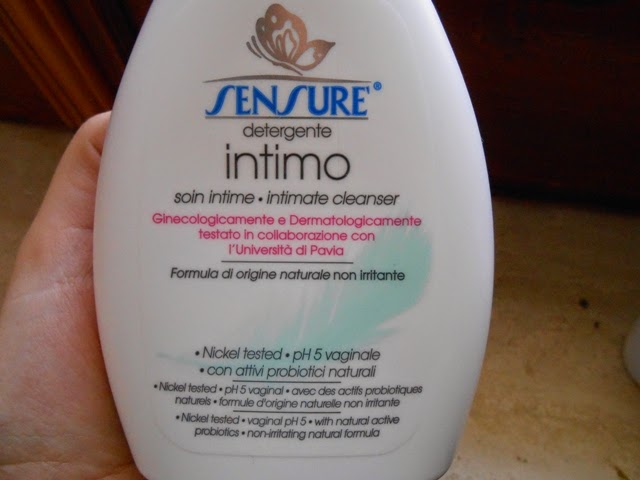 SENSURE'®
detergente
intimo
soin intime • intimate cleanser
Ginecologicamente e Dermatologicamente
testato in collaborazione con
l'Università di Pavia
Formula di origine naturale non irritante
• Nickel tested • pH 5 vaginale
• con attivi probiotici naturali
• Nickel tested • pH 5 vaginal • avec des actifs probiotiques
naturels • formule d'origine naturelle non irritante
• Nickel tested • vaginal pH 5 • with natural active
probiotics • non-irritating natural formula